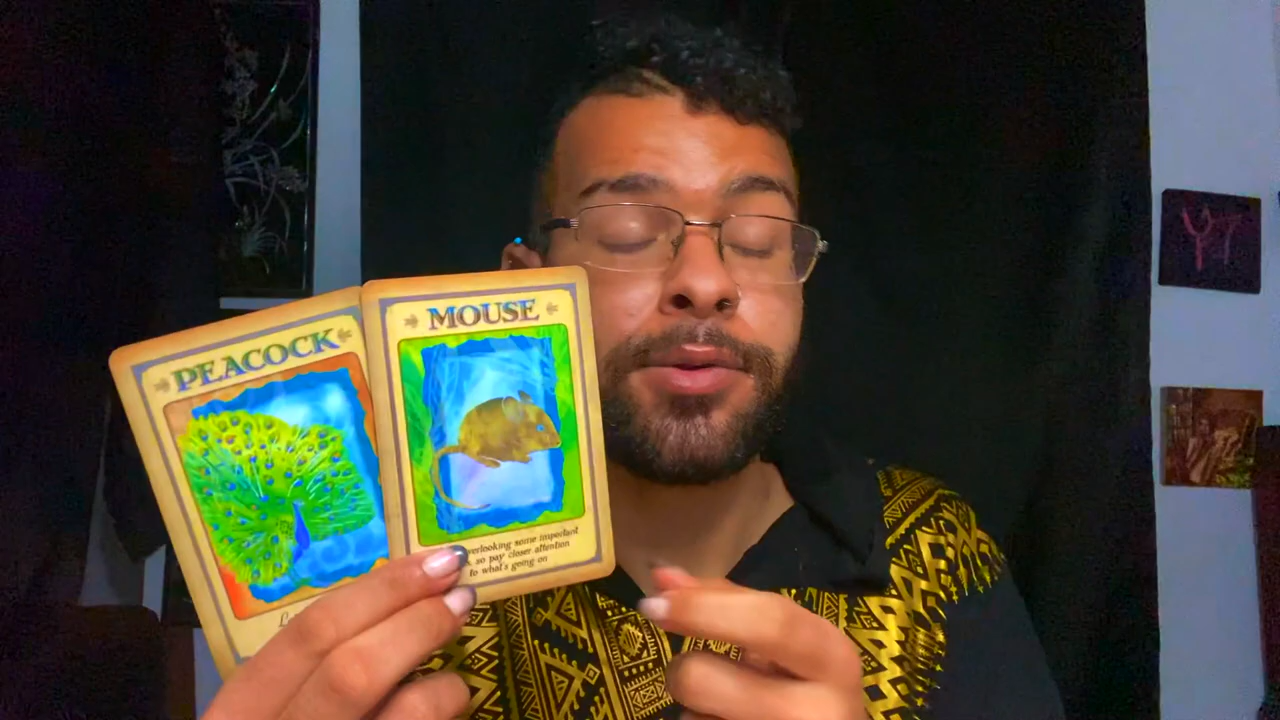 PEACOCK
MOUSE
overlooking some important
so pay closer attention
to what's going on